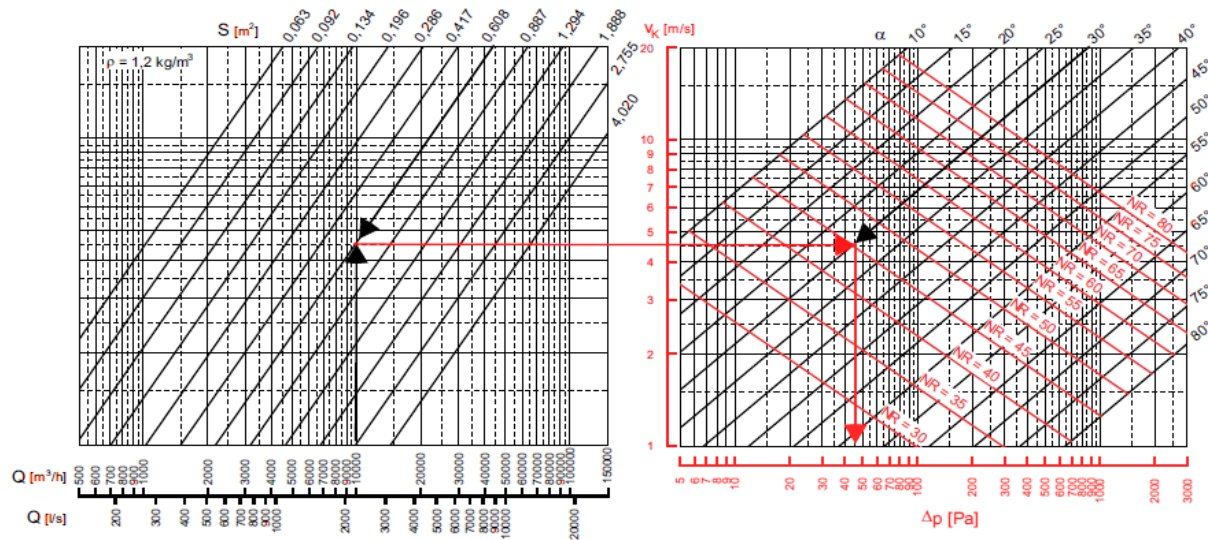 S [m²]
0,063 0,092 0,134 0,196 0,286 0,417 0,608 0,887 1,294 1,888
2,755
4,020
ρ = 1,2 kg/m³
Q [m³/h]
500 600 700 800 900 1000 2000 3000 4000 5000 6000 7000 8000 9000 10000 20000 30000 40000 50000 60000 70000 80000 90000 100000 150000
Q [l/s]
200 300 400 500 600 700 800 900 1000 2000 3000 4000 5000 6000 7000 8000 9000 10000 20000
vK [m/s]
20
10
9
8
7
6
5
4
3
2
1
α 10° 15° 20° 25° 30° 35° 40°
45°
50°
55°
55°
60°
65°
65°
70°
75°
80°
NR = 80
NR = 75
NR = 70
NR = 65
NR = 60
NR = 55
NR = 50
NR = 45
NR = 40
NR = 35
NR = 30
5 6 7 8 10 20 30 40 50 60 70 80 100 200 300 400 500 600 700 1000 2000 3000
Δp [Pa]